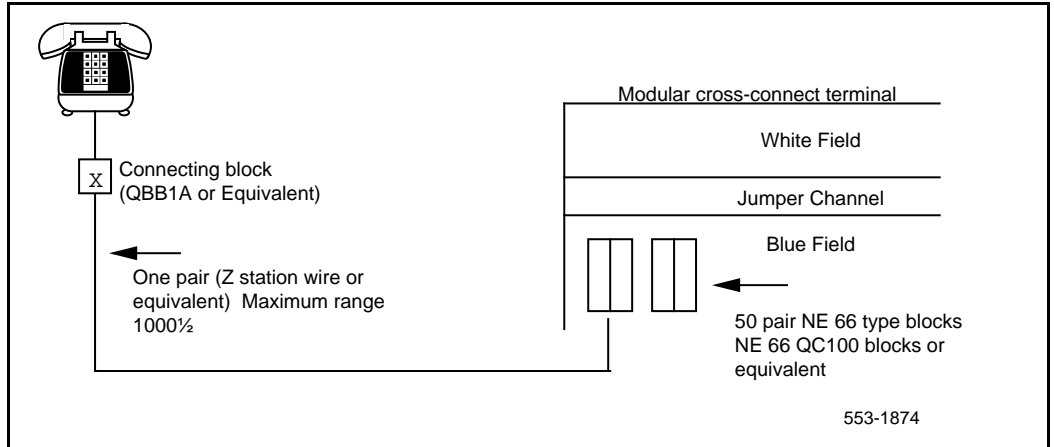 Modular cross-connect terminal
White Field
X
Connecting block
(QBB1A or Equivalent)
Jumper Channel
Blue Field
One pair (Z station wire or
equivalent)  Maximum range
1000½
50 pair NE 66 type blocks
NE 66 QC100 blocks or
equivalent
553-1874